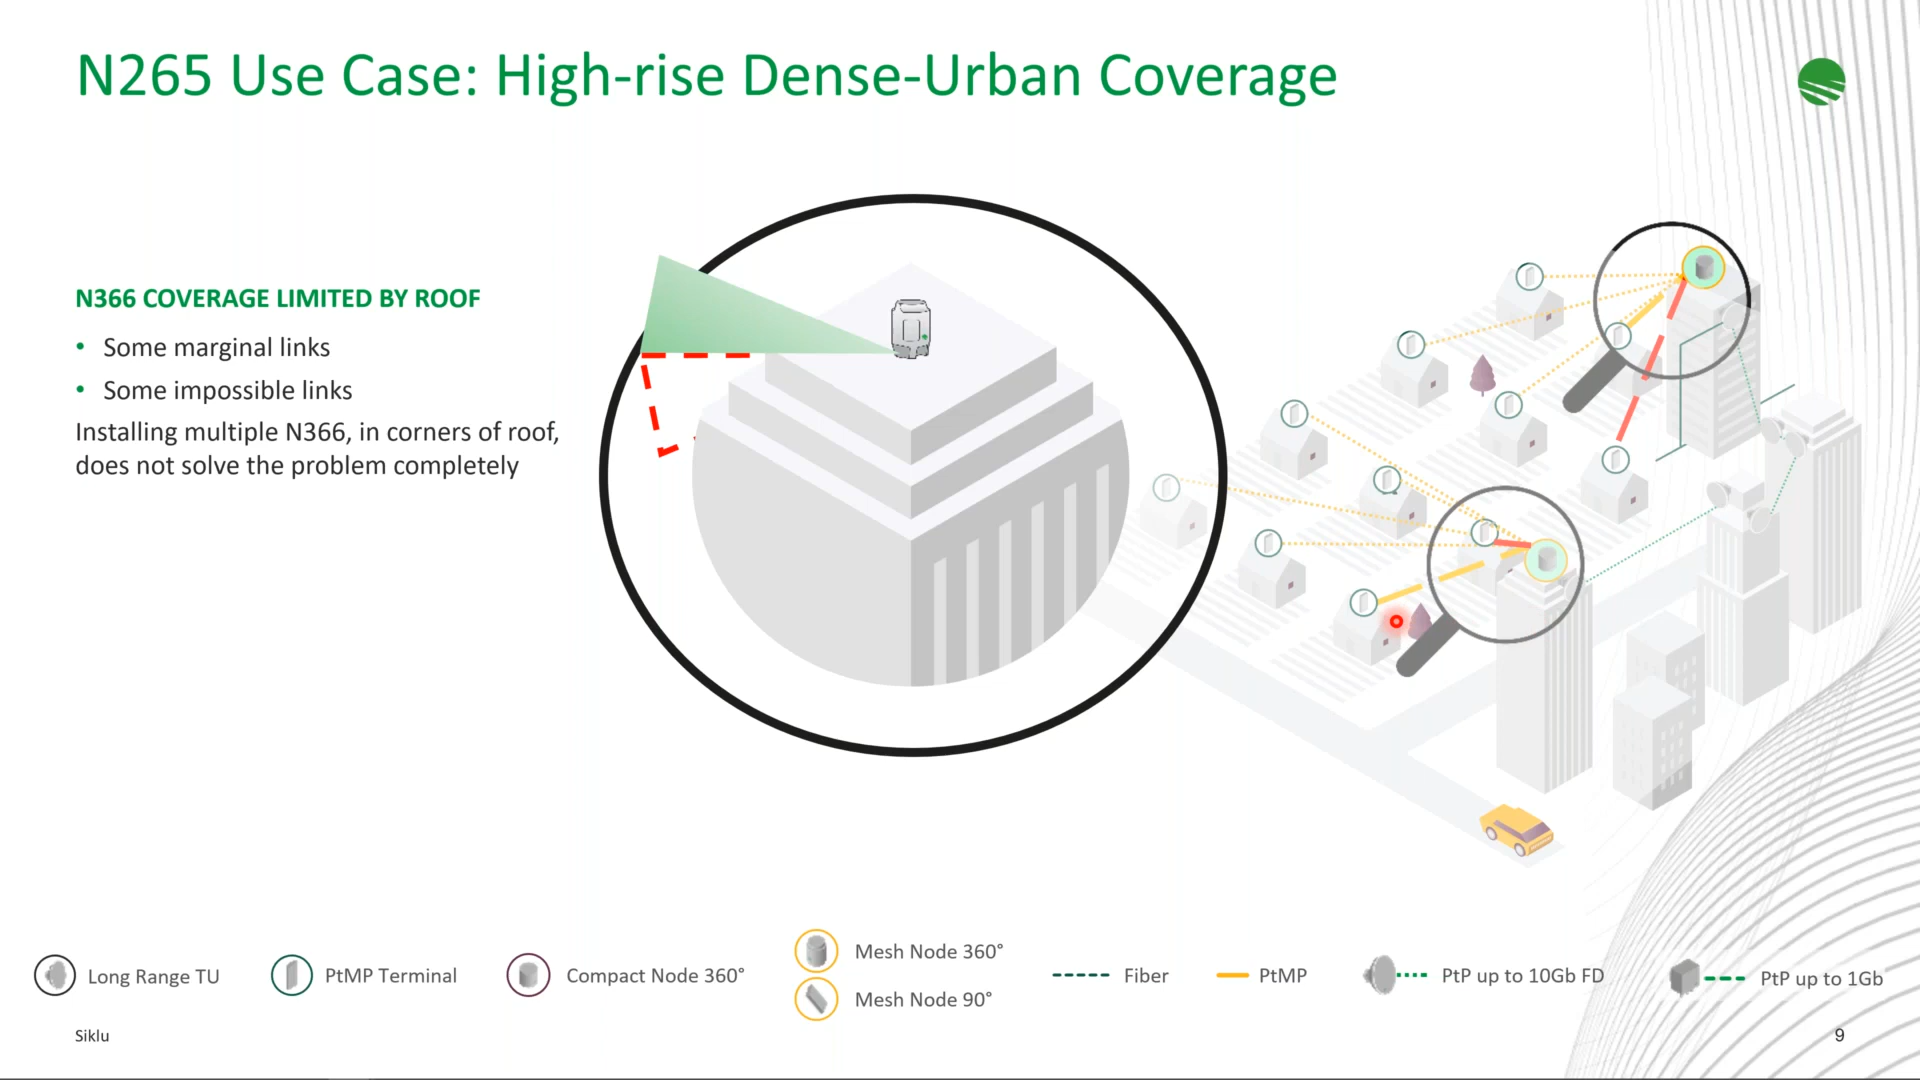 N265 Use Case: High-rise Dense-Urban Coverage
N366 COVERAGE LIMITED BY ROOF
• Some marginal links
• Some impossible links
Installing multiple N366, in corners of roof,
does not solve the problem completely
Long Range TU
PtMP Terminal
Compact Node 360°
Mesh Node 360°
Mesh Node 90°
Fiber
PtMP
PtP up to 10Gb FD
PtP up to 1Gb
Siklu
9